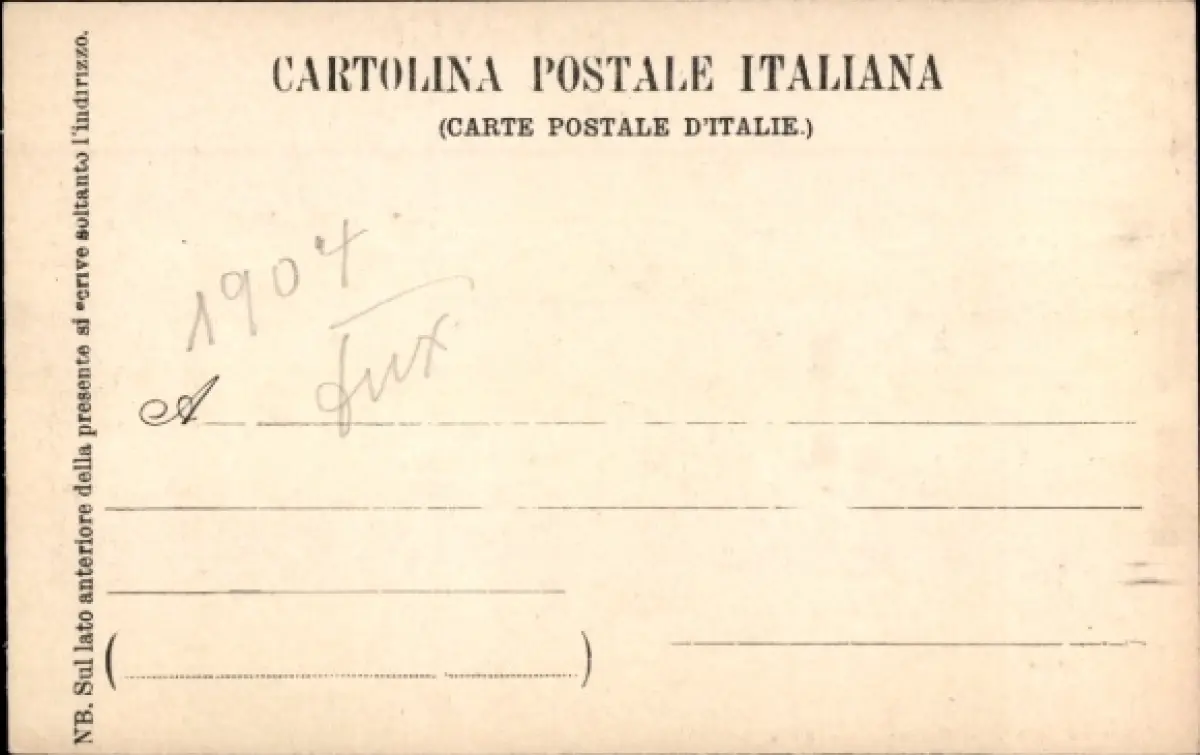 CARTOLINA POSTALE ITALIANA
(CARTE POSTALE D'ITALIE.)
NB. Sul lato anteriore della presente si scrive soltanto l'indirizzo.
1904
A
( )